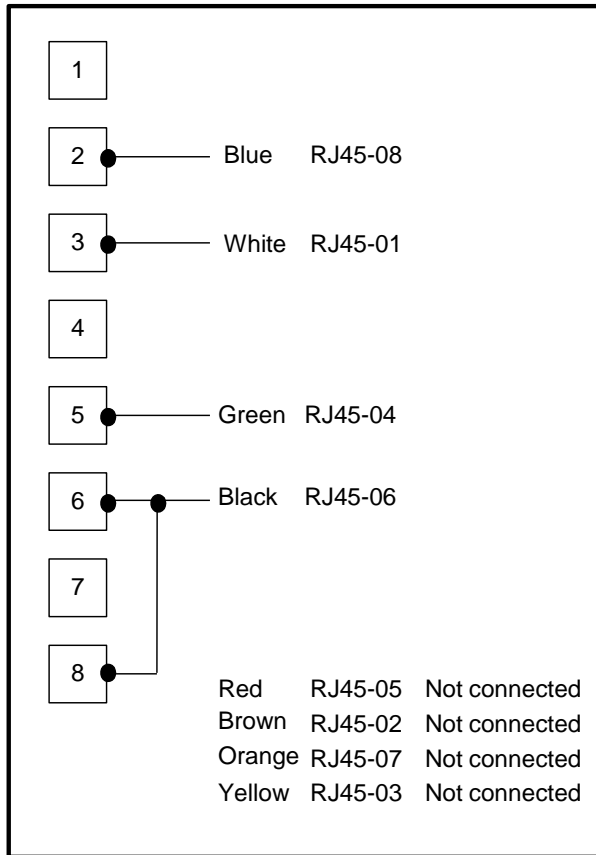 1
2 Blue RJ45-08
3 White RJ45-01
4
5 Green RJ45-04
6 Black RJ45-06
7
8
Red RJ45-05 Not connected
Brown RJ45-02 Not connected
Orange RJ45-07 Not connected
Yellow RJ45-03 Not connected